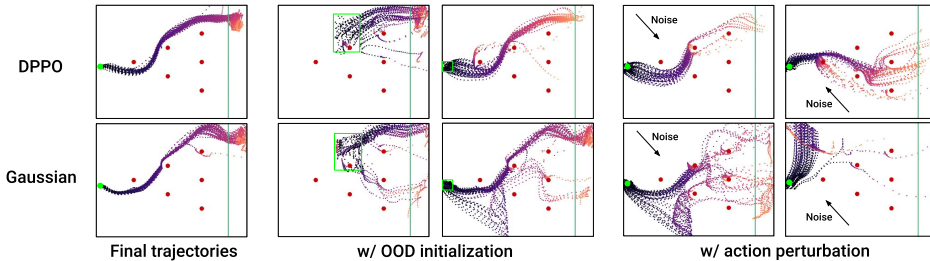 DPPO
Noise
Noise
Gaussian
Noise
Noise
Final trajectories
w/ OOD initialization
w/ action perturbation